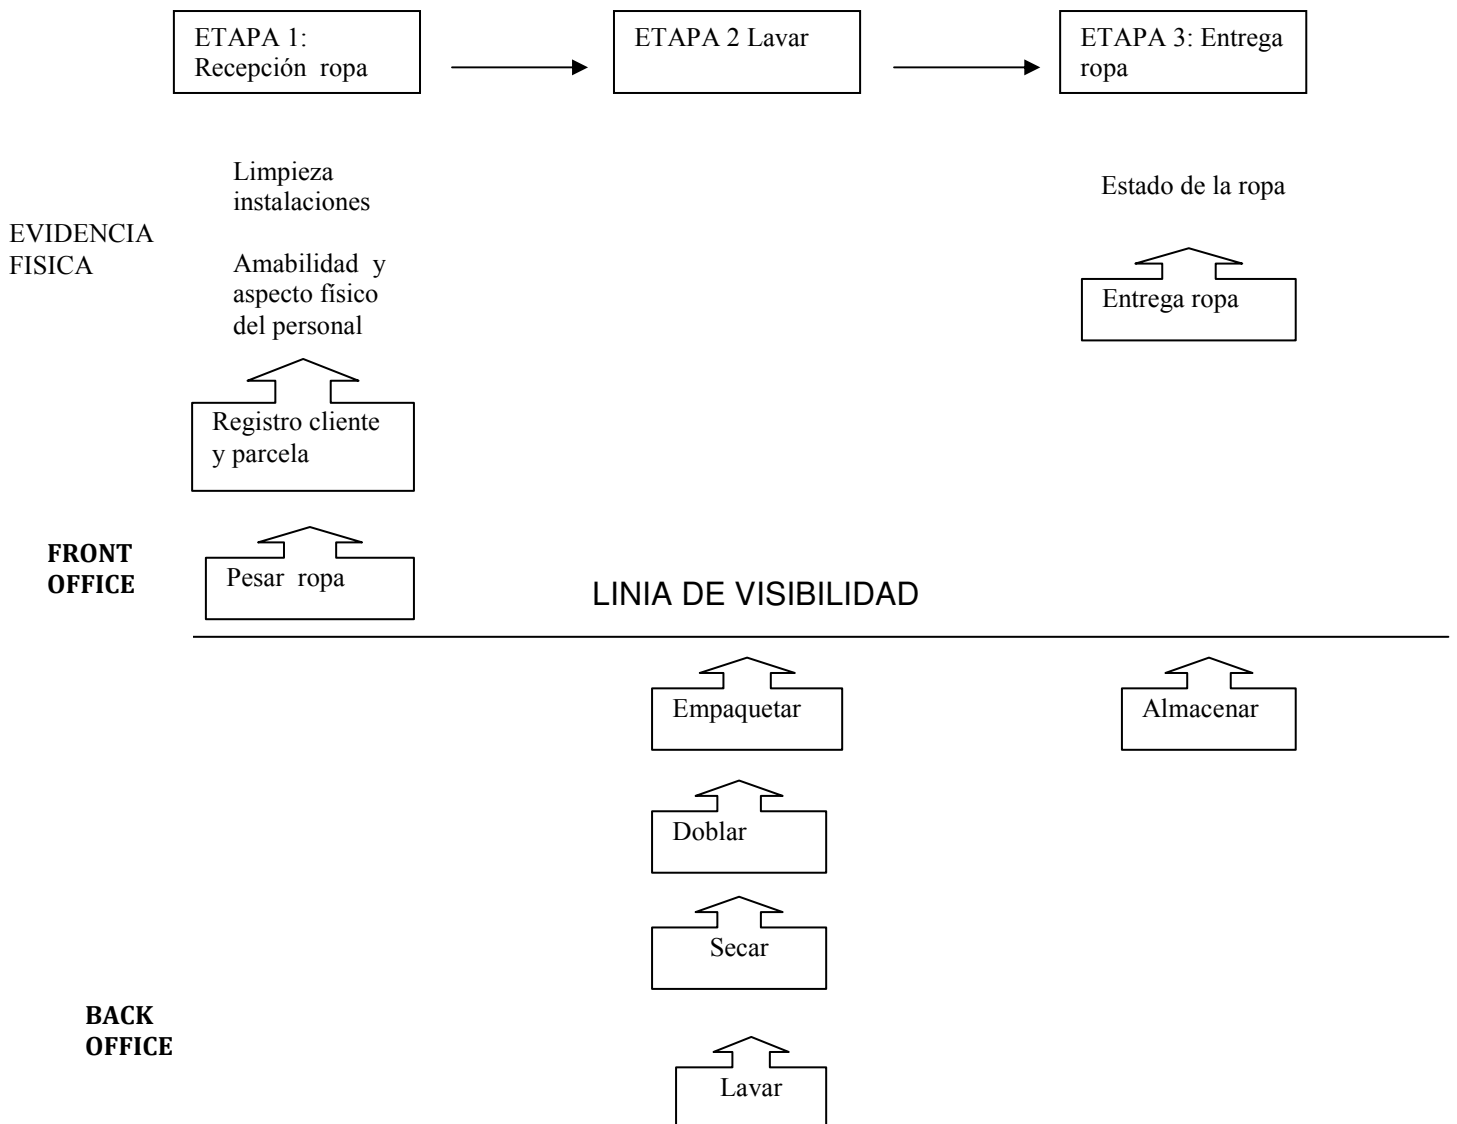 ETAPA 1:
Recepción ropa
ETAPA 2 Lavar
ETAPA 3: Entrega
ropa
Limpieza
instalaciones
Estado de la ropa
EVIDENCIA
FISICA
Amabilidad y
aspecto físico
del personal
Entrega ropa
Registro cliente
y parcela
FRONT
OFFICE
Pesar ropa
LINIA DE VISIBILIDAD
Empaquetar
Almacenar
Doblar
Secar
BACK
OFFICE
Lavar